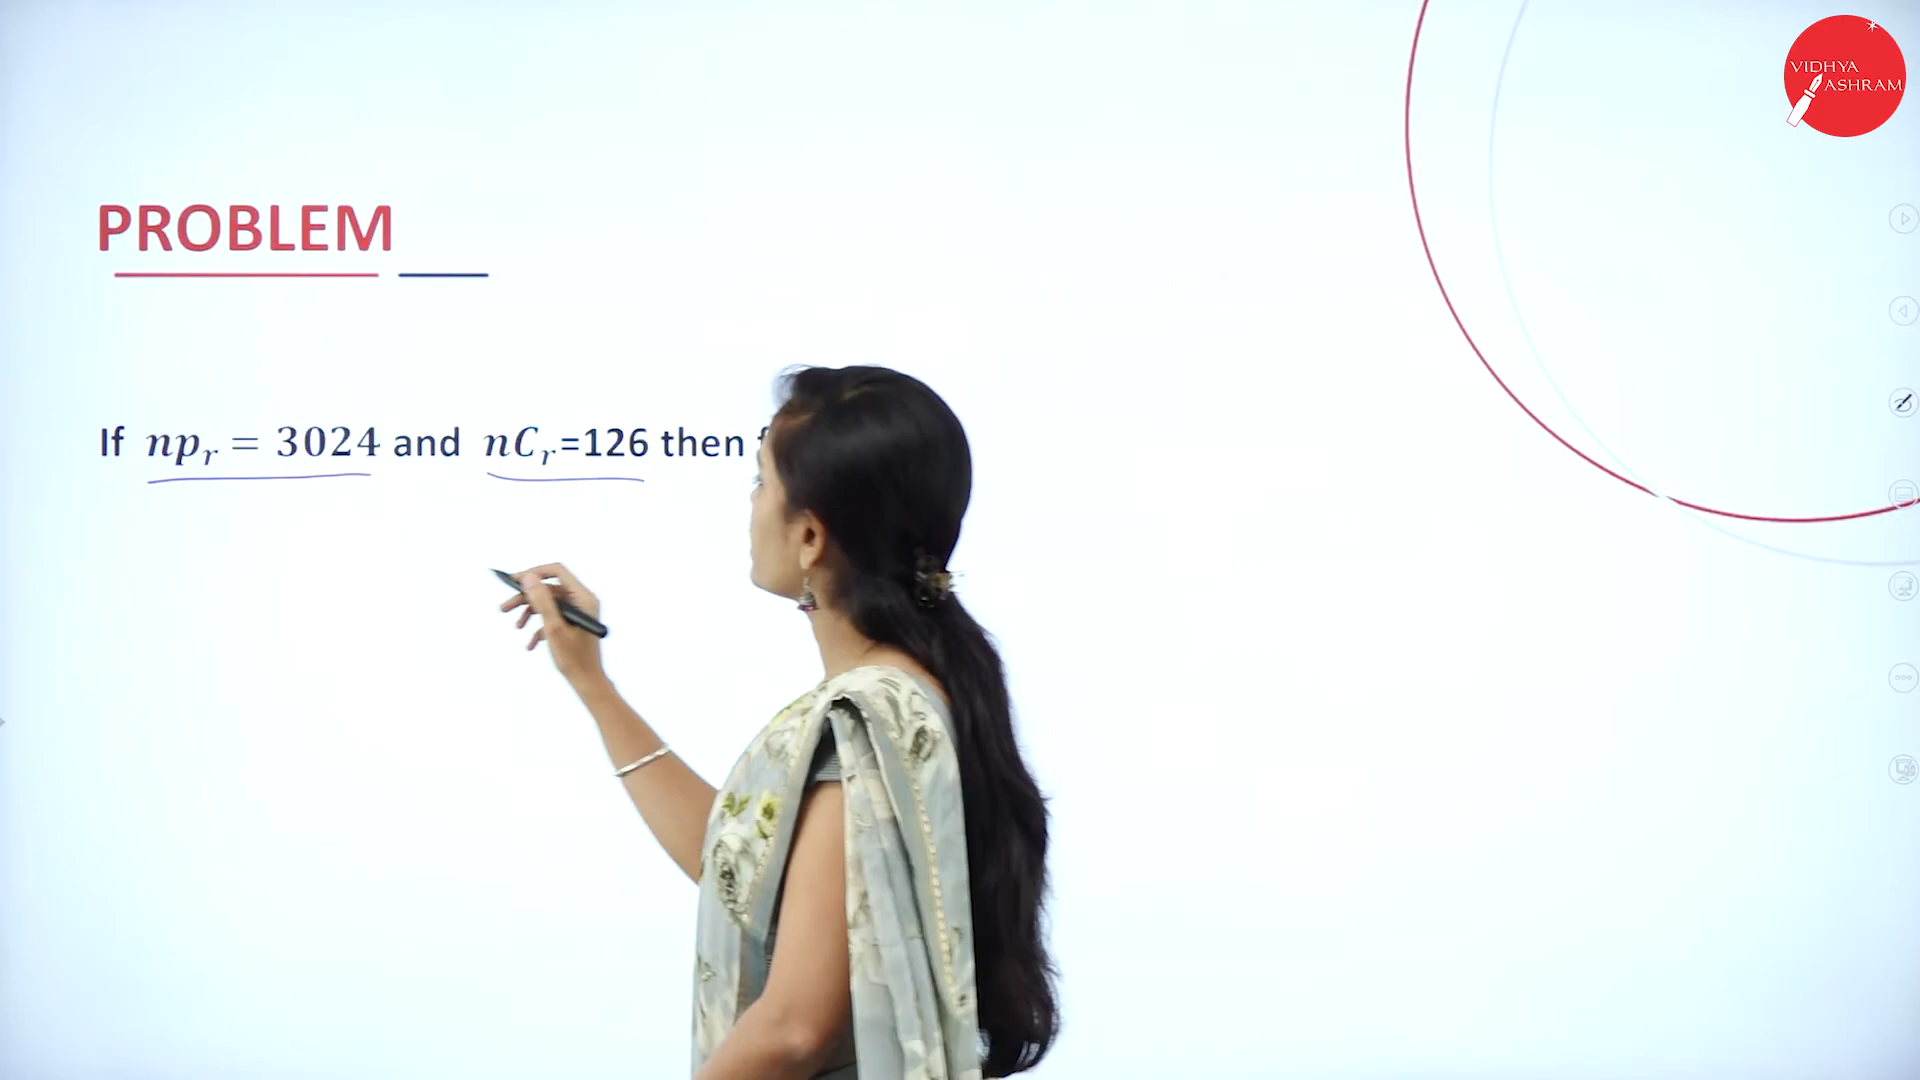 VIDHYA
ASHRAM
PROBLEM
If np_r = 3024 and nC_r=126 then